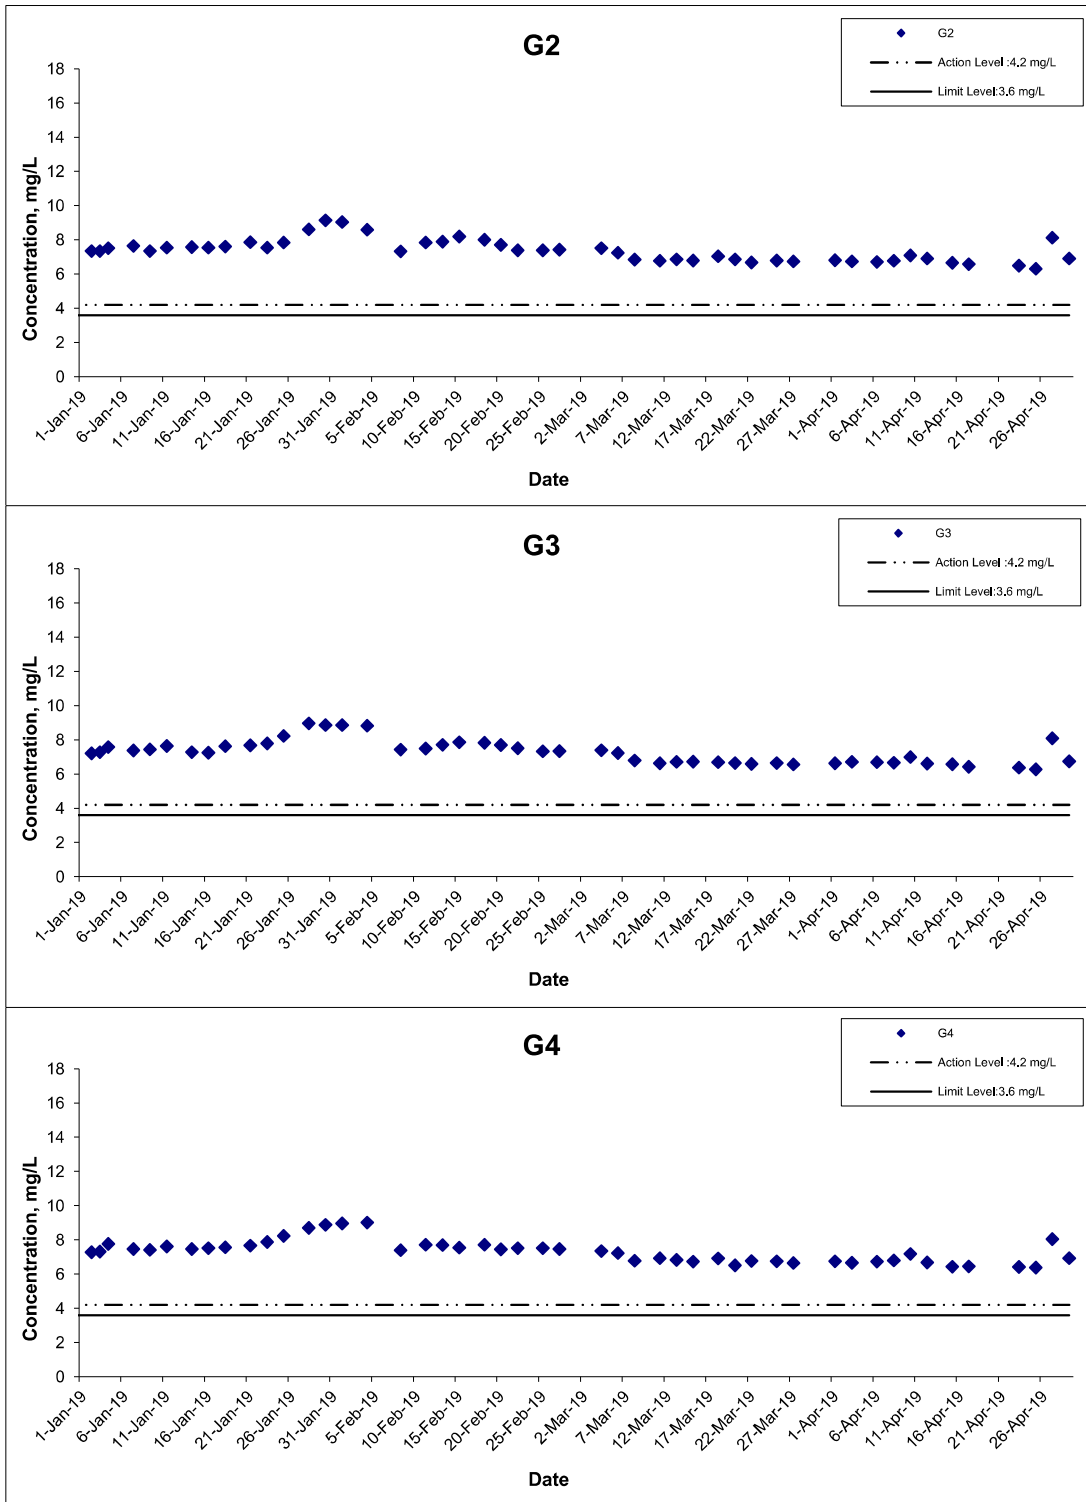 G2
G2
Action Level :4.2 mg/L
Limit Level:3.6 mg/L
Concentration, mg/L
18
16
14
12
10
8
6
4
2
0
1-Jan-19 6-Jan-19 11-Jan-19 16-Jan-19 21-Jan-19 26-Jan-19 31-Jan-19 5-Feb-19 10-Feb-19 15-Feb-19 20-Feb-19 25-Feb-19 2-Mar-19 7-Mar-19 12-Mar-19 17-Mar-19 22-Mar-19 27-Mar-19 1-Apr-19 6-Apr-19 11-Apr-19 16-Apr-19 21-Apr-19 26-Apr-19
Date
G3
G3
Action Level :4.2 mg/L
Limit Level:3.6 mg/L
Concentration, mg/L
18
16
14
12
10
8
6
4
2
0
1-Jan-19 6-Jan-19 11-Jan-19 16-Jan-19 21-Jan-19 26-Jan-19 31-Jan-19 5-Feb-19 10-Feb-19 15-Feb-19 20-Feb-19 25-Feb-19 2-Mar-19 7-Mar-19 12-Mar-19 17-Mar-19 22-Mar-19 27-Mar-19 1-Apr-19 6-Apr-19 11-Apr-19 16-Apr-19 21-Apr-19 26-Apr-19
Date
G4
G4
Action Level :4.2 mg/L
Limit Level:3.6 mg/L
Concentration, mg/L
18
16
14
12
10
8
6
4
2
0
1-Jan-19 6-Jan-19 11-Jan-19 16-Jan-19 21-Jan-19 26-Jan-19 31-Jan-19 5-Feb-19 10-Feb-19 15-Feb-19 20-Feb-19 25-Feb-19 2-Mar-19 7-Mar-19 12-Mar-19 17-Mar-19 22-Mar-19 27-Mar-19 1-Apr-19 6-Apr-19 11-Apr-19 16-Apr-19 21-Apr-19 26-Apr-19
Date